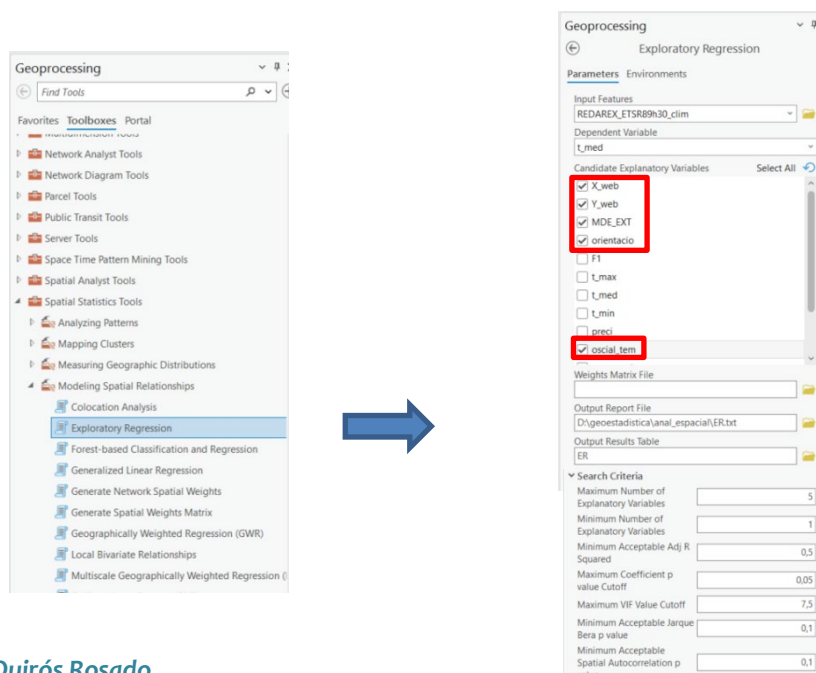 Geoprocessing
Find Tools
Favorites Toolboxes Portal
Multidimension Tools
Network Analyst Tools
Network Diagram Tools
Parcel Tools
Public Transit Tools
Server Tools
Space Time Pattern Mining Tools
Spatial Analyst Tools
Spatial Statistics Tools
Analyzing Patterns
Mapping Clusters
Measuring Geographic Distributions
Modeling Spatial Relationships
Colocation Analysis
Exploratory Regression
Forest-based Classification and Regression
Generalized Linear Regression
Generate Network Spatial Weights
Generate Spatial Weights Matrix
Geographically Weighted Regression (GWR)
Local Bivariate Relationships
Multiscale Geographically Weighted Regression (
Quirós Rosado
Geoprocessing
Exploratory Regression
Parameters Environments
Input Features
REDAREX_ETSR89h30_clim
Dependent Variable
t_med
Candidate Explanatory Variables Select All
X_web
Y_web
MDE_EXT
orientacio
F1
t_max
t_med
t_min
preci
oscial_tem
Weights Matrix File
Output Report File
D:\geoestadistica\anal_espacial\ER.txt
Output Results Table
ER
Search Criteria
Maximum Number of
Explanatory Variables 5
Minimum Number of
Explanatory Variables 1
Minimum Acceptable Adj R
Squared 0,5
Maximum Coefficient p
value Cutoff 0,05
Maximum VIF Value Cutoff 7,5
Minimum Acceptable Jarque
Bera p value 0,1
Minimum Acceptable
Spatial Autocorrelation p 0,1